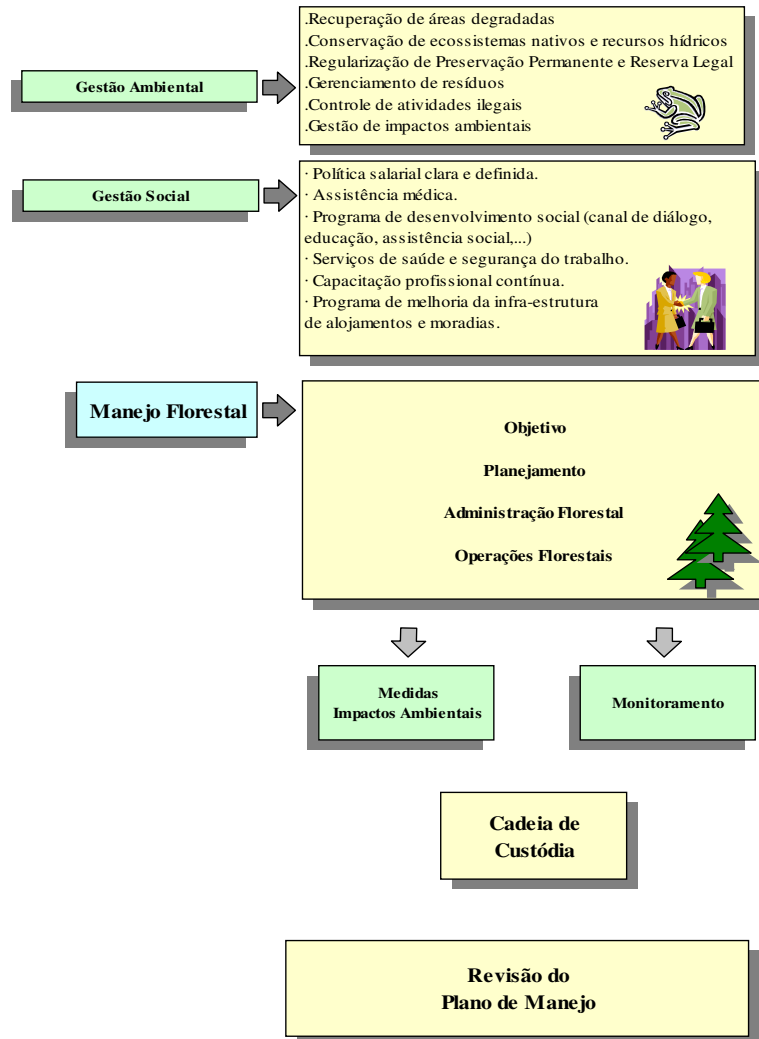 .Recuperação de áreas degradadas
.Conservação de ecossistemas nativos e recursos hídricos
.Regularização de Preservação Permanente e Reserva Legal
Gestão Ambiental
.Gerenciamento de resíduos
.Controle de atividades ilegais
.Gestão de impactos ambientais
· Política salarial clara e definida.
Gestão Social
· Assistência médica.
· Programa de desenvolvimento social (canal de diálogo,
educação, assistência social,...)
· Serviços de saúde e segurança do trabalho.
· Capacitação profissional contínua.
· Programa de melhoria da infra-estrutura
de alojamentos e moradias.
Manejo Florestal
Objetivo
Planejamento
Administração Florestal
Operações Florestais
Medidas
Impactos Ambientais
Monitoramento
Cadeia de
Custódia
Revisão do
Plano de Manejo